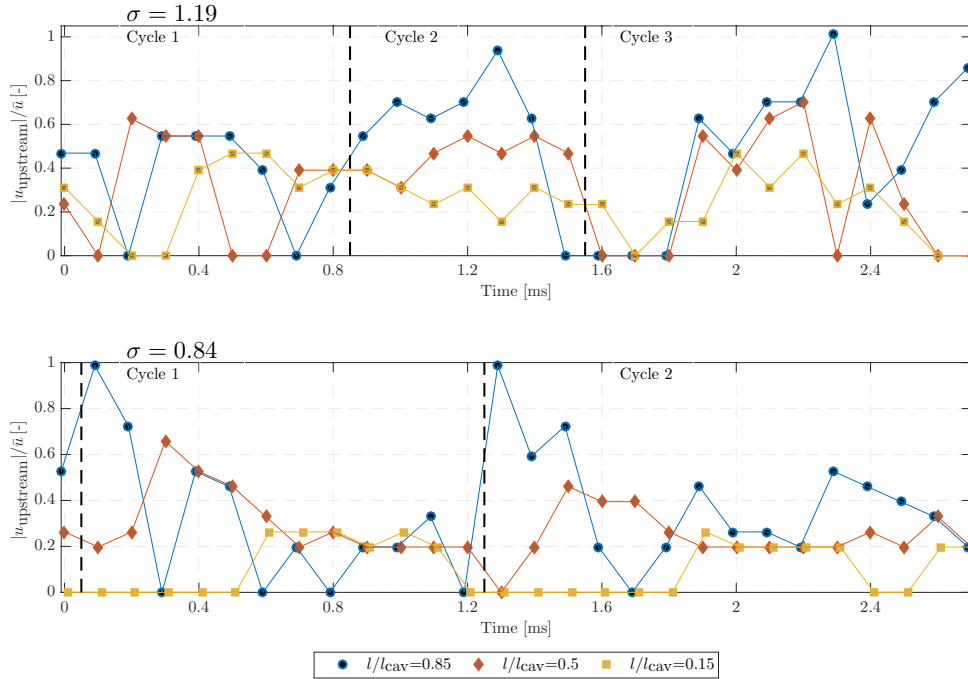 σ = 1.19
Cycle 1 Cycle 2 Cycle 3
1
0.8
0.6
0.4
0.2
0
|u_upstream|/ū [-]
0 0.4 0.8 1.2 1.6 2 2.4
Time [ms]
σ = 0.84
Cycle 1 Cycle 2
1
0.8
0.6
0.4
0.2
0
|u_upstream|/ū [-]
0 0.4 0.8 1.2 1.6 2 2.4
Time [ms]
l/l_cav=0.85 l/l_cav=0.5 l/l_cav=0.15